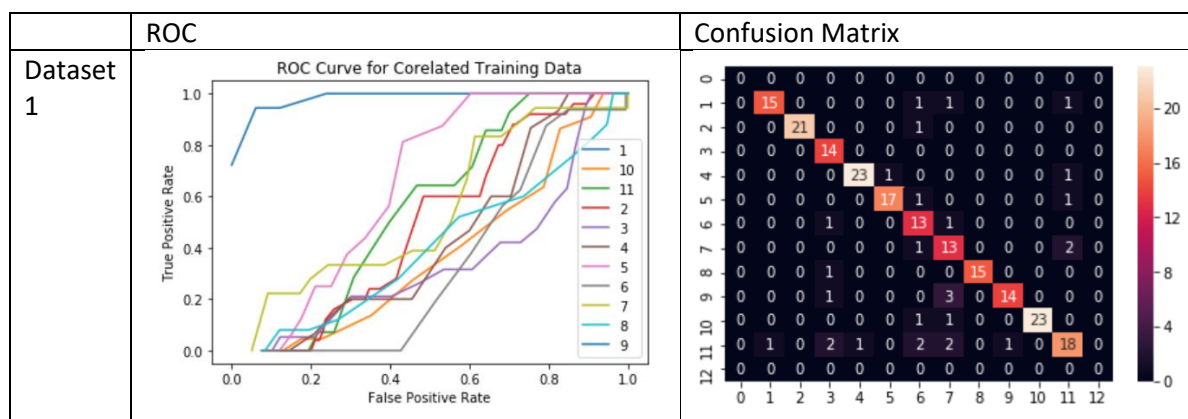 ROC Confusion Matrix
Dataset
1
ROC Curve for Corelated Training Data
True Positive Rate
1.0
0.8
0.6
0.4
0.2
0.0
0.0 0.2 0.4 0.6 0.8 1.0
False Positive Rate
1
10
11
2
3
4
5
6
7
8
9
0 0 0 0 0 0 0 0 0 0 0 0 0 0
1 0 15 0 0 0 0 1 1 0 0 0 1 0
2 0 0 21 0 0 0 1 0 0 0 0 0 0
3 0 0 0 14 0 0 0 0 0 0 0 0 0
4 0 0 0 0 23 1 0 0 0 0 0 1 0
5 0 0 0 0 0 17 1 0 0 0 0 1 0
6 0 0 0 1 0 0 13 1 0 0 0 0 0
7 0 0 0 0 0 0 1 13 0 0 0 2 0
8 0 0 0 1 0 0 0 0 15 0 0 0 0
9 0 0 0 1 0 0 0 3 0 14 0 0 0
10 0 0 0 0 0 0 1 1 0 0 23 0 0
11 0 1 0 2 1 0 2 2 0 1 0 18 0
12 0 0 0 0 0 0 0 0 0 0 0 0 0
0 1 2 3 4 5 6 7 8 9 10 11 12
20
16
12
8
4
0